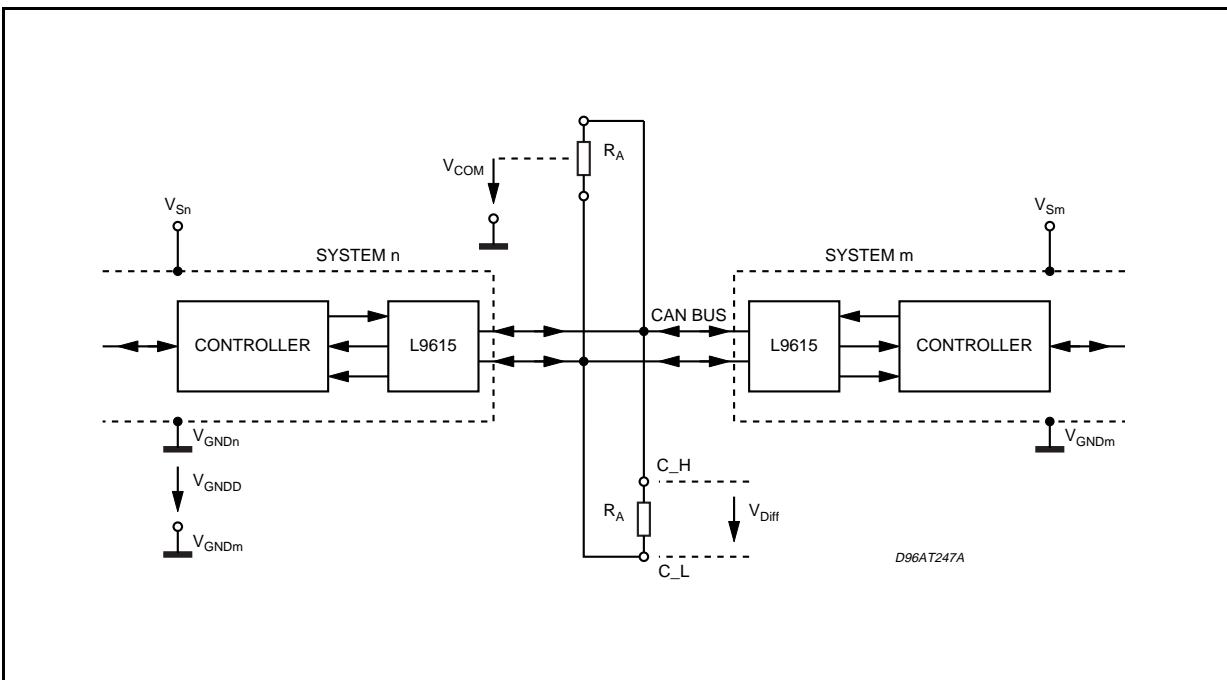 R_A
V_COM
V_Sn
V_Sm
SYSTEM n
SYSTEM m
CAN BUS
CONTROLLER
L9615
L9615
CONTROLLER
V_GNDn
V_GNDm
C_H
V_GNDD
R_A
V_Diff
V_GNDm
C_L
D96AT247A